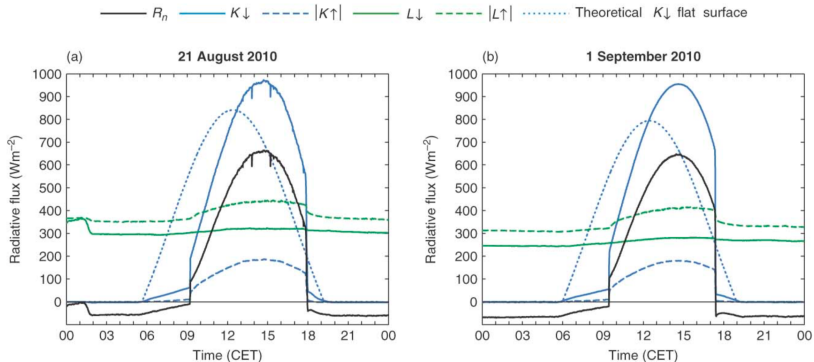 Rn K↓ |K↑| L↓ |L↑| Theoretical K↓ flat surface
(a) 21 August 2010
(b) 1 September 2010
Radiative flux (Wm−2)
1000
900
800
700
600
500
400
300
200
100
0
−100
00 03 06 09 12 15 18 21 00
Time (CET)
Radiative flux (Wm−2)
1000
900
800
700
600
500
400
300
200
100
0
−100
00 03 06 09 12 15 18 21 00
Time (CET)